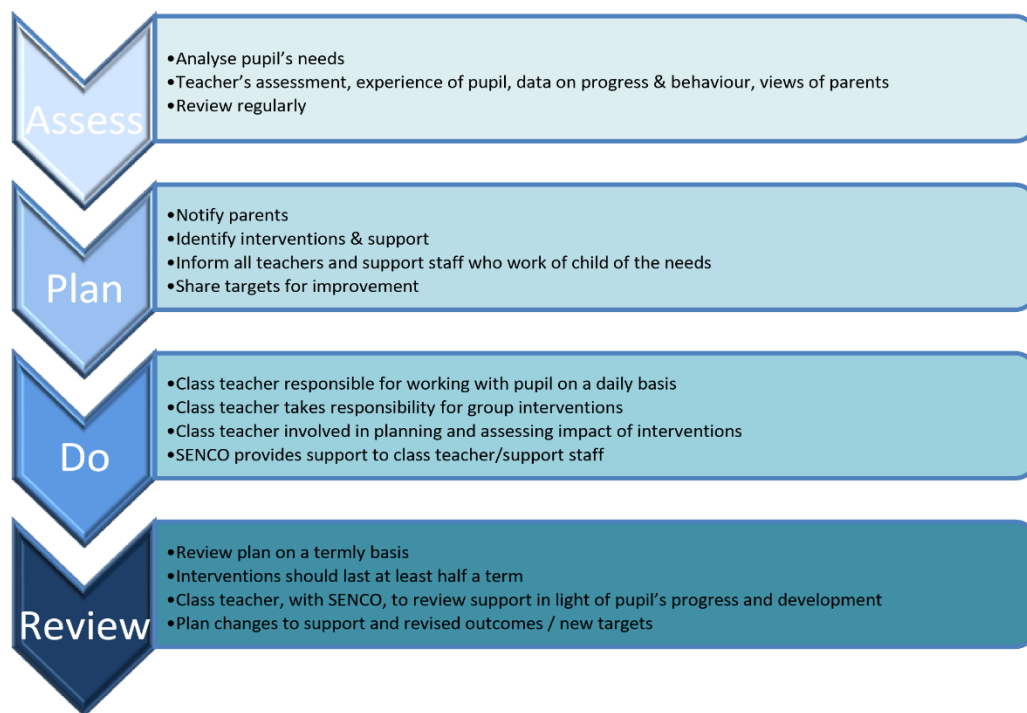 Assess
•Analyse pupil's needs
•Teacher's assessment, experience of pupil, data on progress & behaviour, views of parents
•Review regularly
Plan
•Notify parents
•Identify interventions & support
•Inform all teachers and support staff who work of child of the needs
•Share targets for improvement
Do
•Class teacher responsible for working with pupil on a daily basis
•Class teacher takes responsibility for group interventions
•Class teacher involved in planning and assessing impact of interventions
•SENCO provides support to class teacher/support staff
Review
•Review plan on a termly basis
•Interventions should last at least half a term
•Class teacher, with SENCO, to review support in light of pupil's progress and development
•Plan changes to support and revised outcomes / new targets